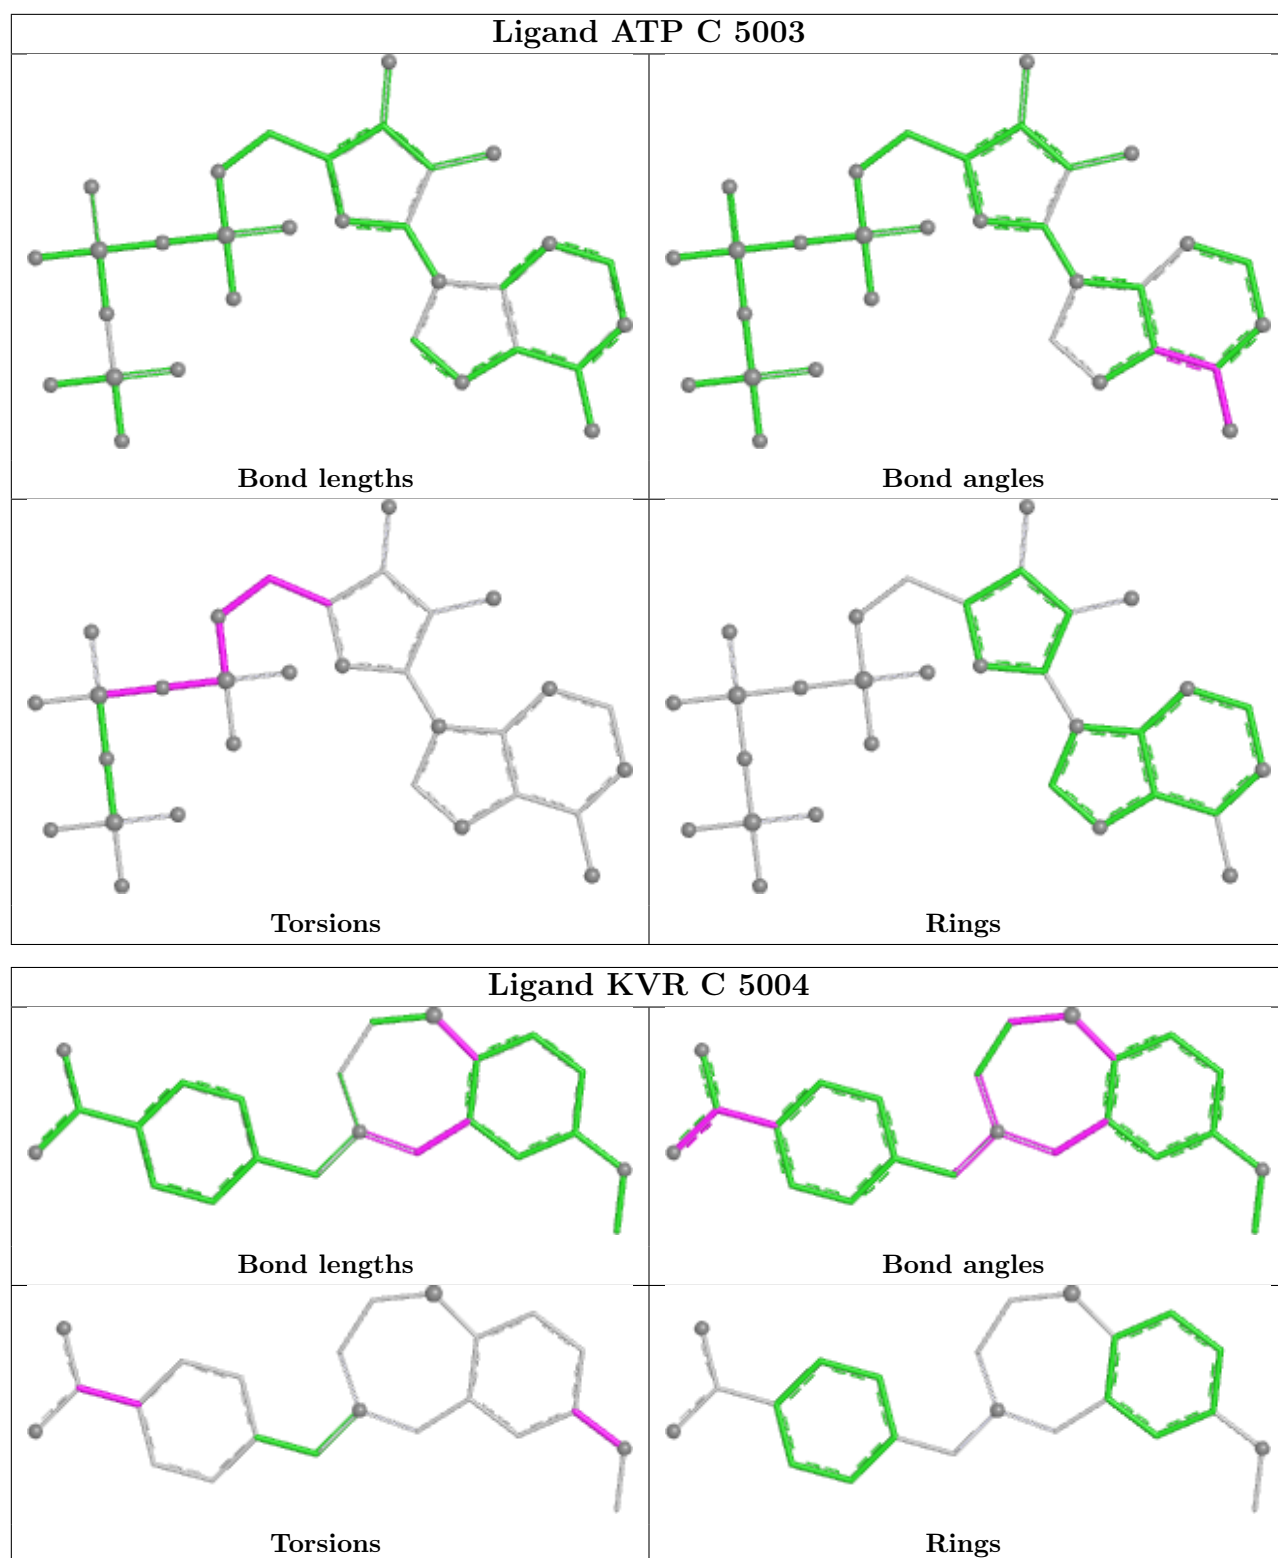 Ligand ATP C 5003
Bond lengths
Bond angles
Torsions
Rings
Ligand KVR C 5004
Bond lengths
Bond angles
Torsions
Rings